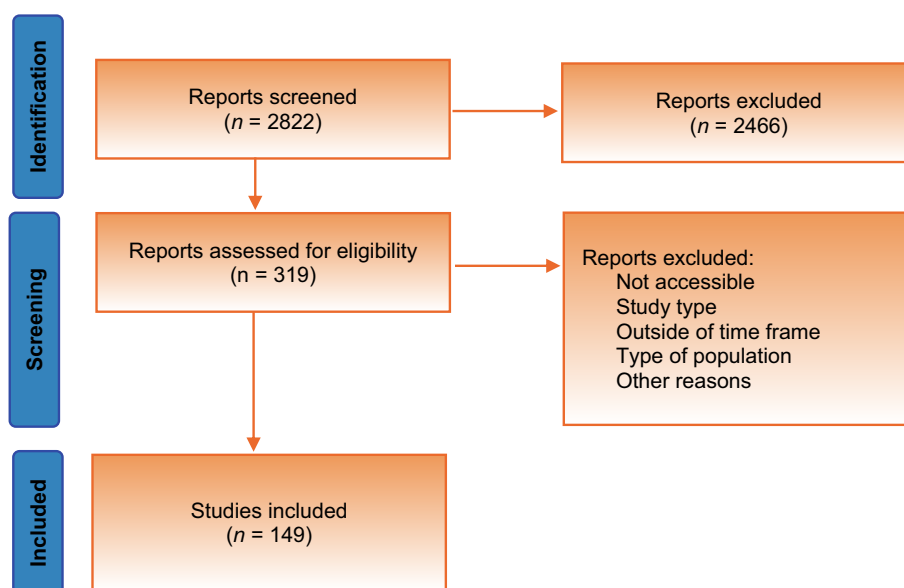 Identification
Reports screened
(n = 2822)
Reports excluded
(n = 2466)
Screening
Reports assessed for eligibility
(n = 319)
Reports excluded:
Not accessible
Study type
Outside of time frame
Type of population
Other reasons
Included
Studies included
(n = 149)